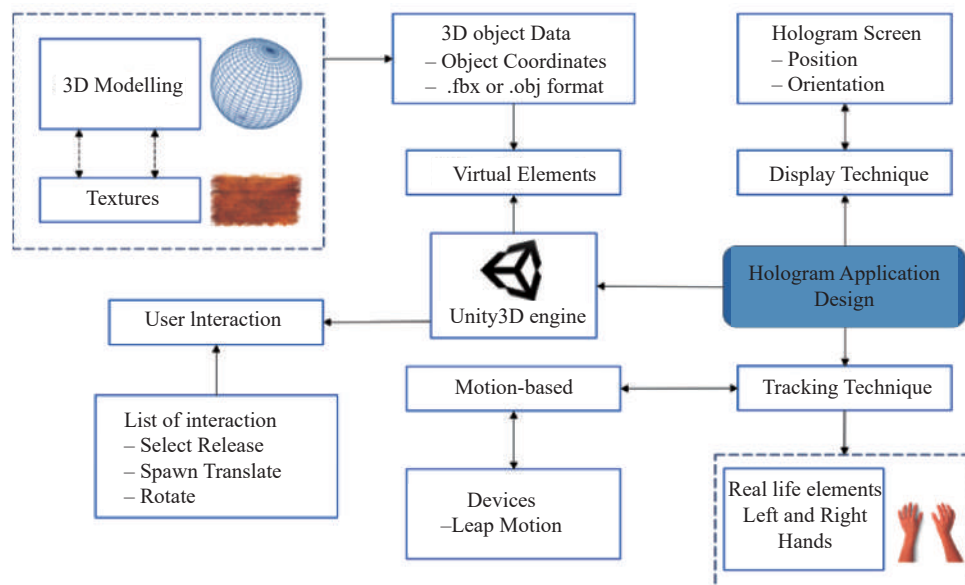 3D Modelling
Textures
3D object Data
– Object Coordinates
– .fbx or .obj format
Hologram Screen
– Position
– Orientation
Virtual Elements
Display Technique
Unity3D engine
Hologram Application
Design
User Interaction
Motion-based
Tracking Technique
List of interaction
– Select Release
– Spawn Translate
– Rotate
Devices
–Leap Motion
Real life elements
Left and Right
Hands